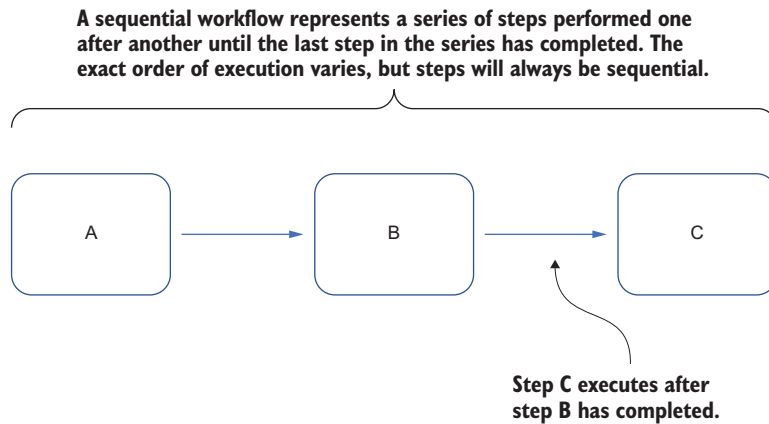 A sequential workflow represents a series of steps performed one
after another until the last step in the series has completed. The
exact order of execution varies, but steps will always be sequential.
A
B
C
Step C executes after
step B has completed.